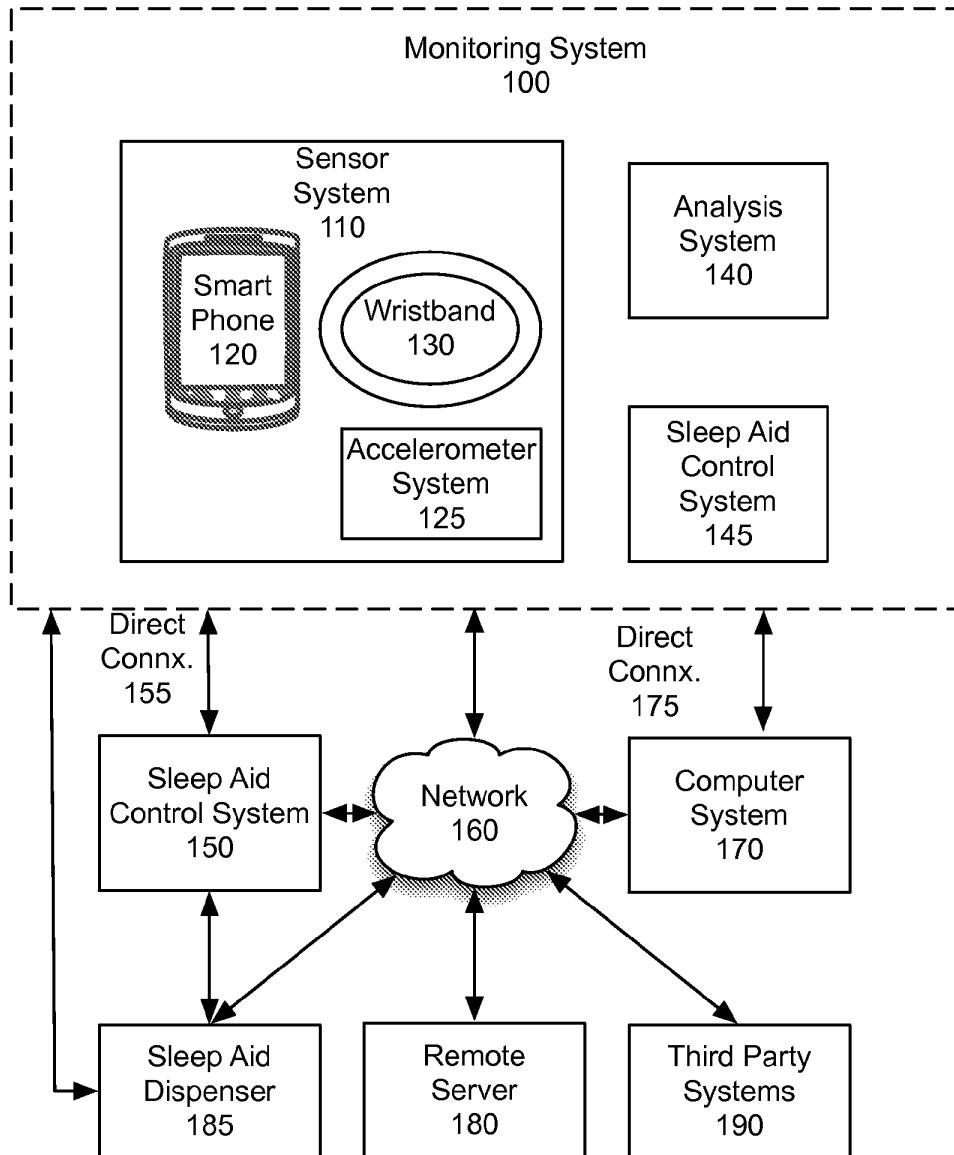 Monitoring System
100
Sensor
System
110
Smart
Phone
120
Wristband
130
Accelerometer
System
125
Analysis
System
140
Sleep Aid
Control
System
145
Direct
Connx.
155
Direct
Connx.
175
Sleep Aid
Control System
150
Network
160
Computer
System
170
Sleep Aid
Dispenser
185
Remote
Server
180
Third Party
Systems
190